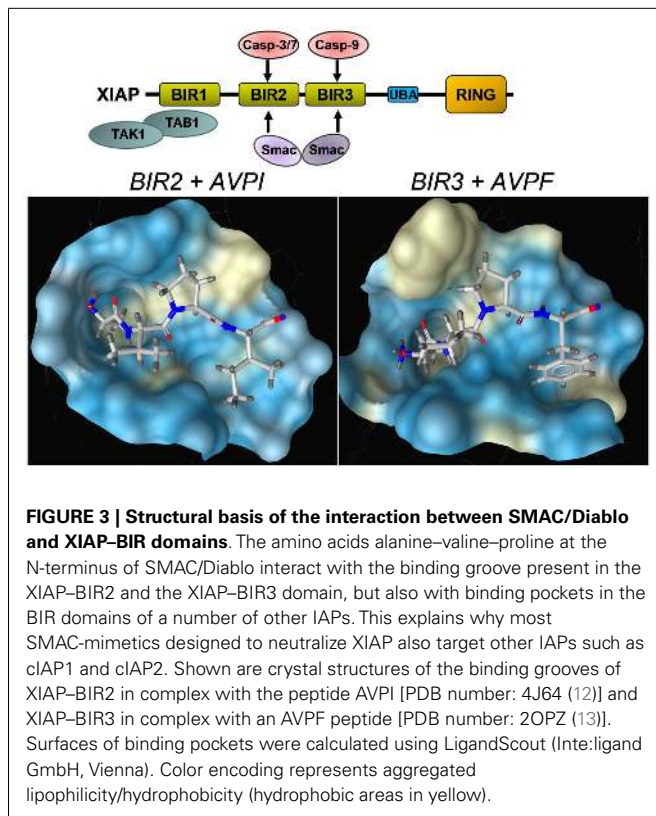 Casp-3/7 Casp-9
XIAP BIR1 BIR2 BIR3 UBA RING
TAK1 TAB1 Smac Smac
BIR2 + AVPI BIR3 + AVPF
FIGURE 3 | Structural basis of the interaction between SMAC/Diablo
and XIAP–BIR domains. The amino acids alanine–valine–proline at the
N-terminus of SMAC/Diablo interact with the binding groove present in the
XIAP–BIR2 and the XIAP–BIR3 domain, but also with binding pockets in the
BIR domains of a number of other IAPs. This explains why most
SMAC-mimetics designed to neutralize XIAP also target other IAPs such as
cIAP1 and cIAP2. Shown are crystal structures of the binding grooves of
XIAP–BIR2 in complex with the peptide AVPI [PDB number: 4J64 (12)] and
XIAP–BIR3 in complex with an AVPF peptide [PDB number: 2OPZ (13)].
Surfaces of binding pockets were calculated using LigandScout (Inte:ligand
GmbH, Vienna). Color encoding represents aggregated
lipophilicity/hydrophobicity (hydrophobic areas in yellow).